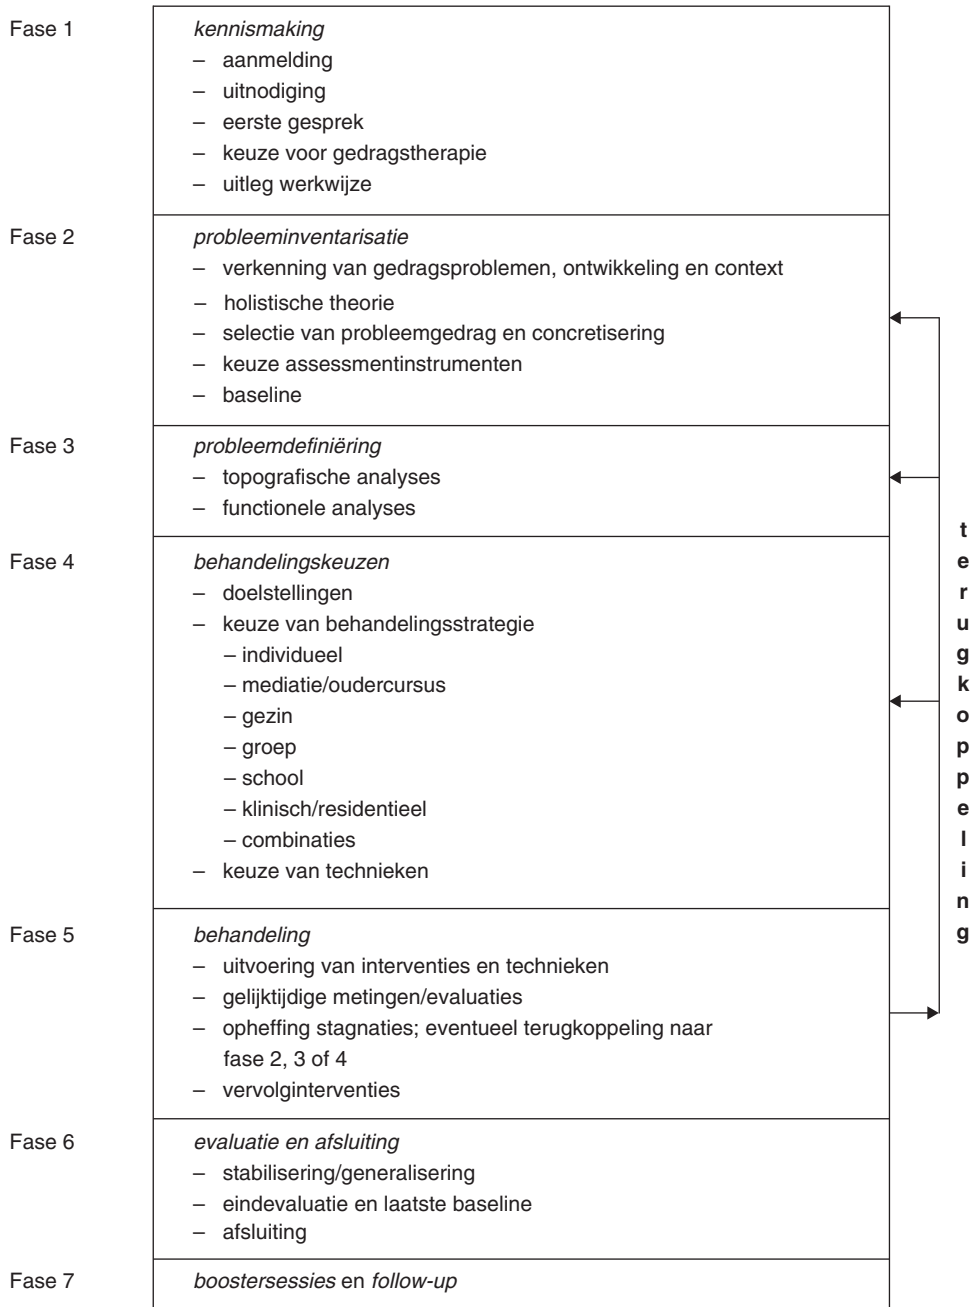 Fase 1
kennismaking
– aanmelding
– uitnodiging
– eerste gesprek
– keuze voor gedragstherapie
– uitleg werkwijze
Fase 2
probleeminventarisatie
– verkenning van gedragsproblemen, ontwikkeling en context
– holistische theorie
– selectie van probleemgedrag en concretisering
– keuze assessmentinstrumenten
– baseline
Fase 3
probleemdefiniëring
– topografische analyses
– functionele analyses
Fase 4
behandelingskeuzen
– doelstellingen
– keuze van behandelingsstrategie
– individueel
– mediatie/oudercursus
– gezin
– groep
– school
– klinisch/residentieel
– combinaties
– keuze van technieken
Fase 5
behandeling
– uitvoering van interventies en technieken
– gelijktijdige metingen/evaluaties
– opheffing stagnaties; eventueel terugkoppeling naar
fase 2, 3 of 4
– vervolginterventies
Fase 6
evaluatie en afsluiting
– stabilisering/generalisering
– eindevaluatie en laatste baseline
– afsluiting
Fase 7
boostersessies en follow-up
terugkoppeling